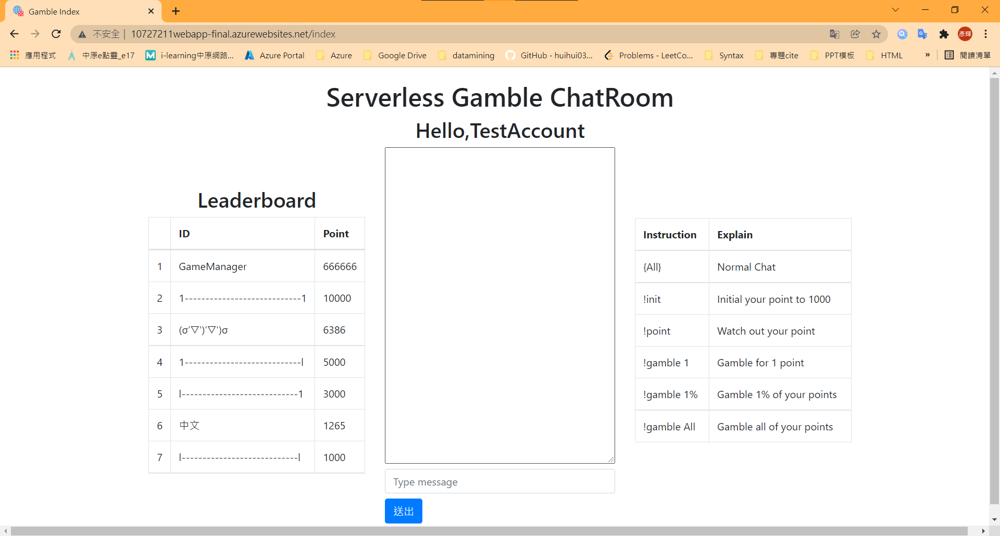 Gamble Index
不安全 | 10727211webapp-final.azurewebsites.net/index
彥輝
應用程式 中原e點靈_e17 i-learning中原網路... Azure Portal Azure Google Drive datamining GitHub - huihui03... Problems - LeetCo... Syntax 專題cite PPT模板 HTML » 閱讀清單
Serverless Gamble ChatRoom
Hello,TestAccount
Leaderboard
ID Point
1 GameManager 666666
2 1----------------------------1 10000
3 (σ′▽‵)′▽‵)σ 6386
4 1----------------------------l 5000
5 l----------------------------1 3000
6 中文 1265
7 l----------------------------l 1000
Type message
送出
Instruction Explain
{All} Normal Chat
!init Initial your point to 1000
!point Watch out your point
!gamble 1 Gamble for 1 point
!gamble 1% Gamble 1% of your points
!gamble All Gamble all of your points